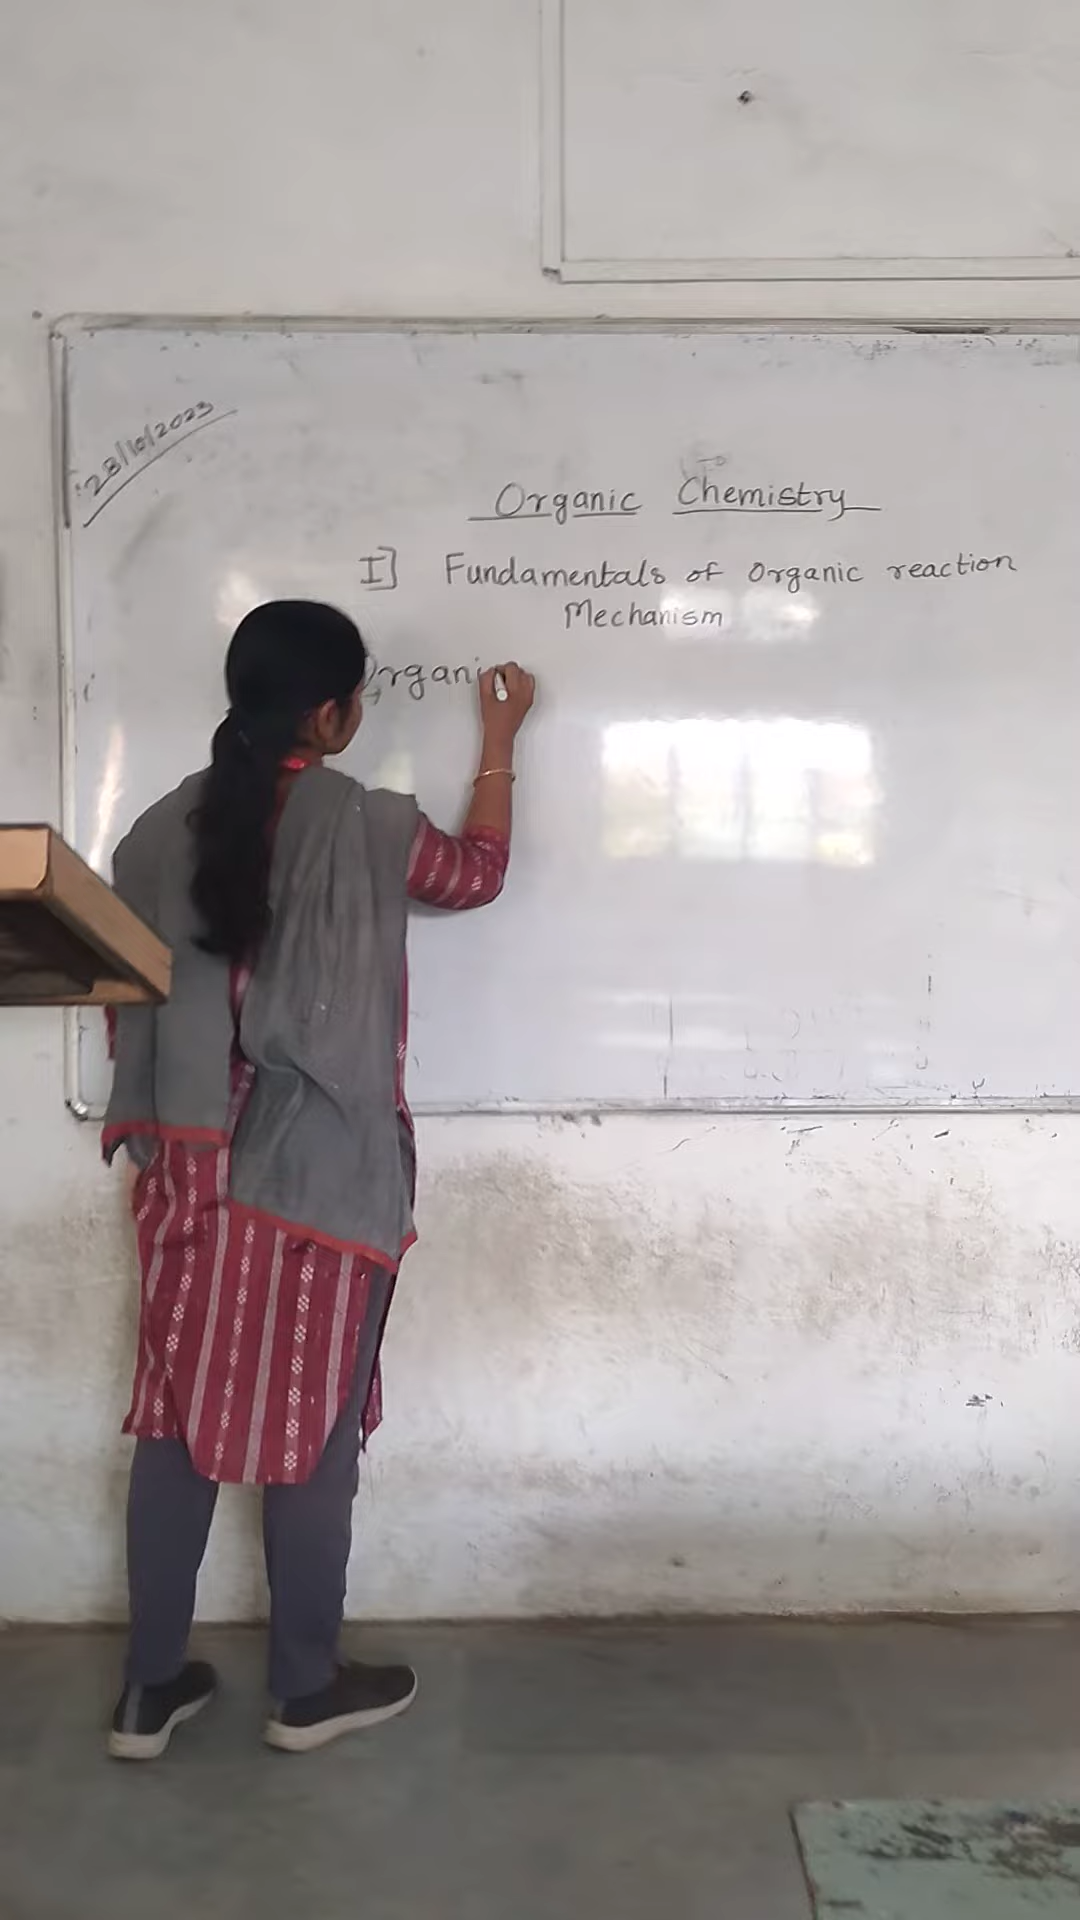 28/10/2023
Organic Chemistry
I] Fundamentals of Organic reaction
Mechanism